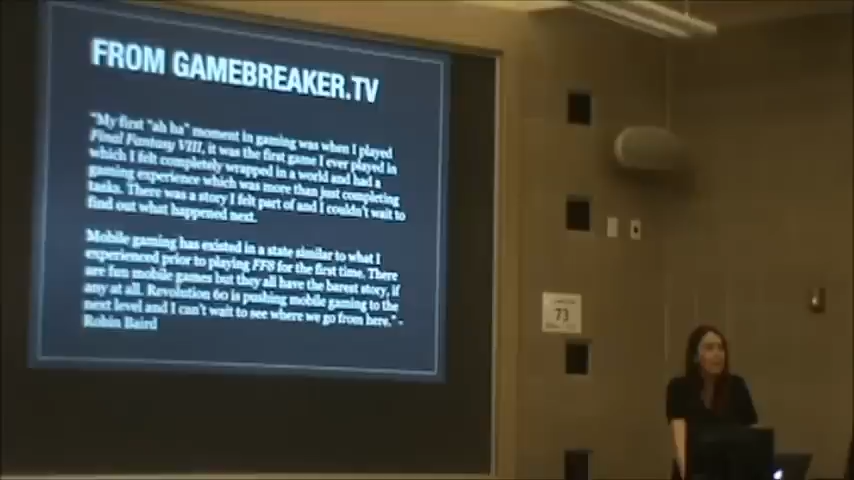 FROM GAMEBREAKER.TV
"My first "ah ha" moment in gaming was when I played
Final Fantasy VIII, it was the first game I ever played in
which I felt completely wrapped in a world and had a
gaming experience which was more than just completing
tasks. There was a story I felt part of and I couldn't wait to
find out what happened next.
Mobile gaming has existed in a state similar to what I
experienced prior to playing FF8 for the first time. There
are fun mobile games but they all have the barest story, if
any at all. Revolution 60 is pushing mobile gaming to the
next level and I can't wait to see where we go from here." -
Robin Baird
73